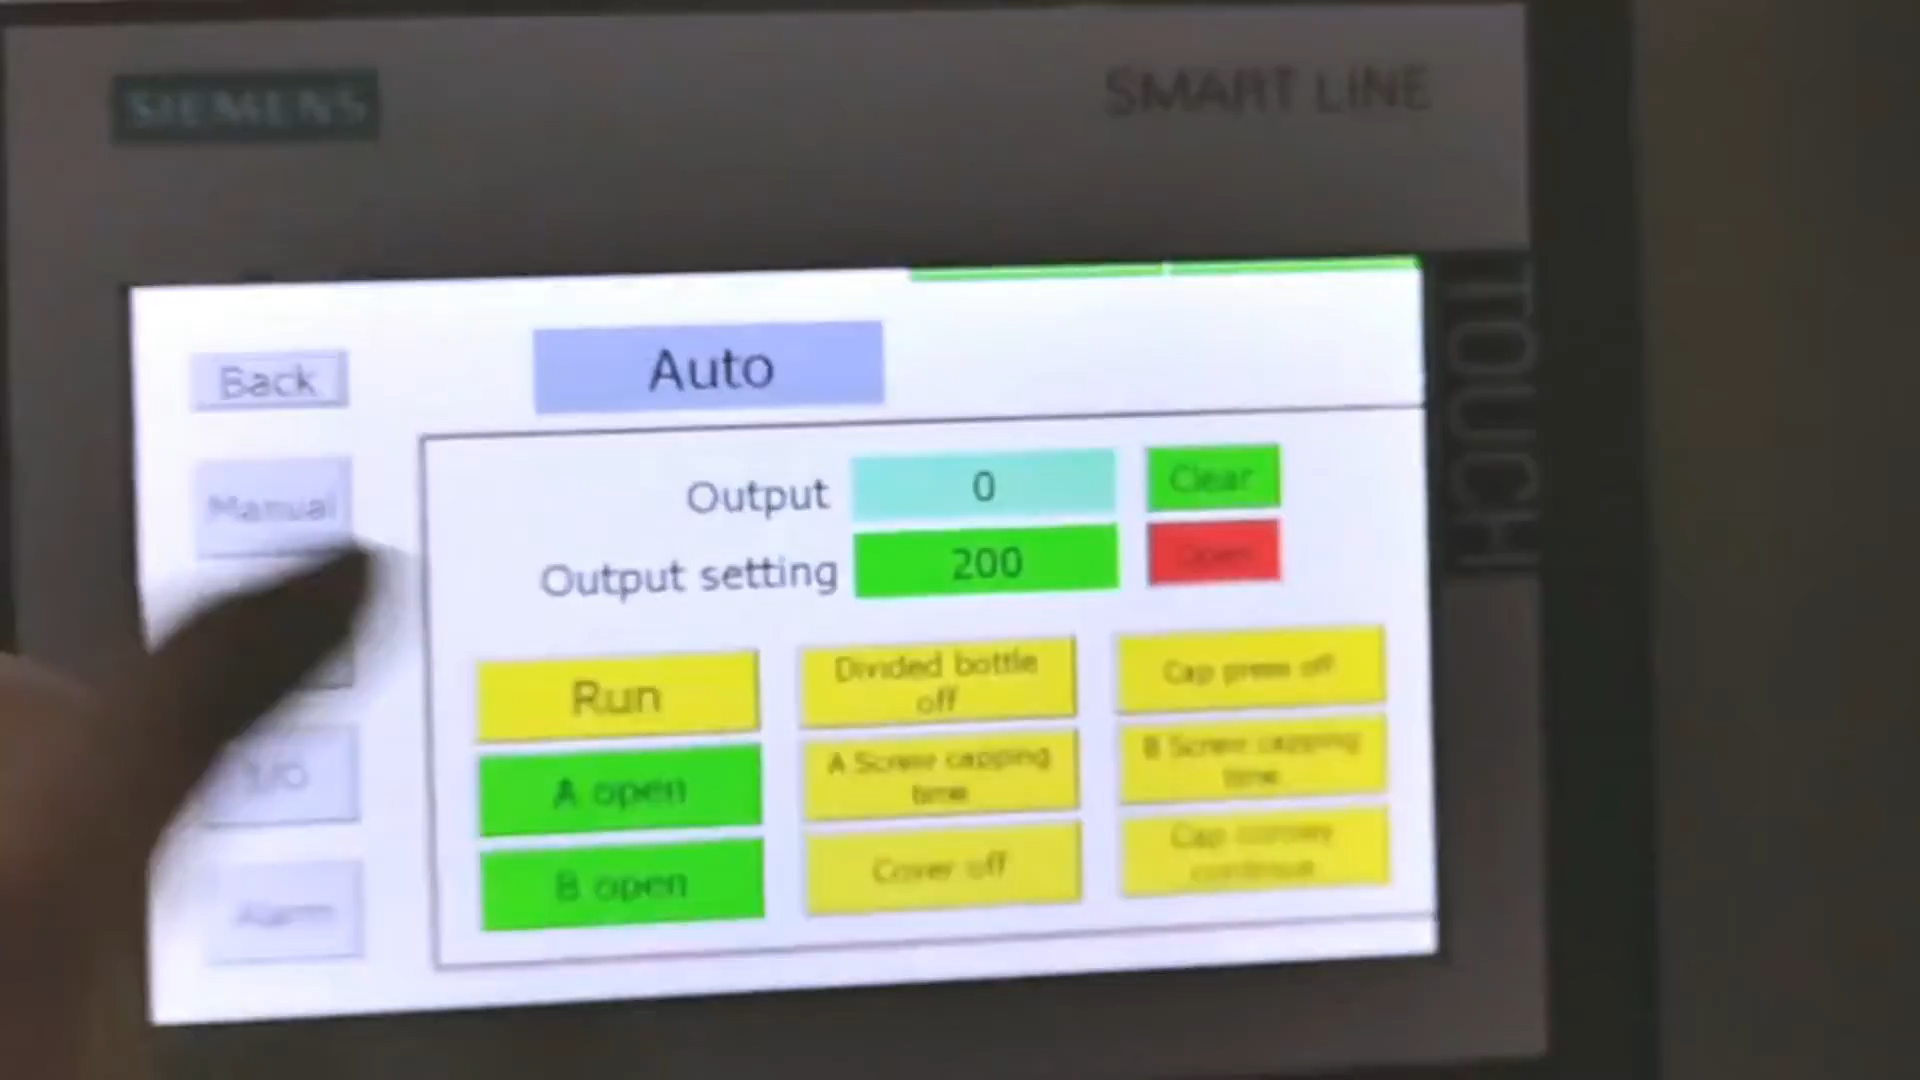 SIEMENS
SMART LINE
TOUCH
Back
Auto
Manual
Output
0
Clear
Open
Output setting
200
Run
Divided bottle
off
Cap press off
A open
A Screw capping
time
B Screw capping
time
I/O
B open
Cover off
Cap convey
continue
Alarm